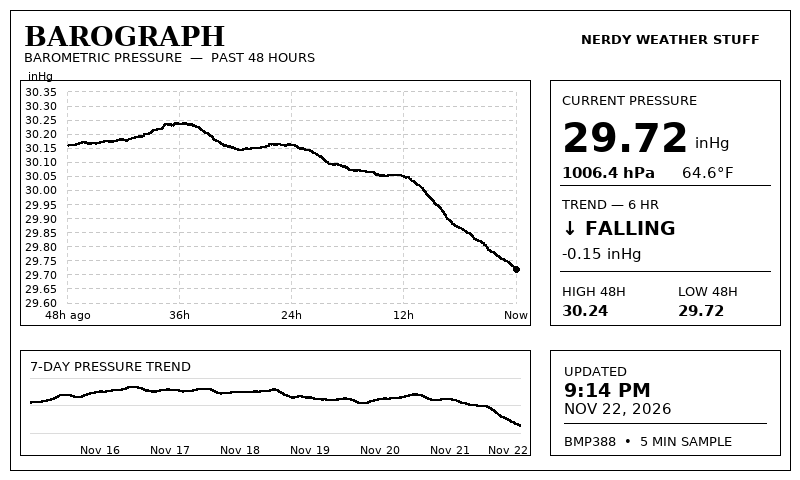 BAROGRAPH
BAROMETRIC PRESSURE — PAST 48 HOURS
NERDY WEATHER STUFF
inHg
30.35
30.30
30.25
30.20
30.15
30.10
30.05
30.00
29.95
29.90
29.85
29.80
29.75
29.70
29.65
29.60
48h ago 36h 24h 12h Now
CURRENT PRESSURE
29.72 inHg
1006.4 hPa 64.6°F
TREND — 6 HR
↓ FALLING
-0.15 inHg
HIGH 48H LOW 48H
30.24 29.72
7-DAY PRESSURE TREND
Nov 16 Nov 17 Nov 18 Nov 19 Nov 20 Nov 21 Nov 22
UPDATED
9:14 PM
NOV 22, 2026
BMP388 • 5 MIN SAMPLE